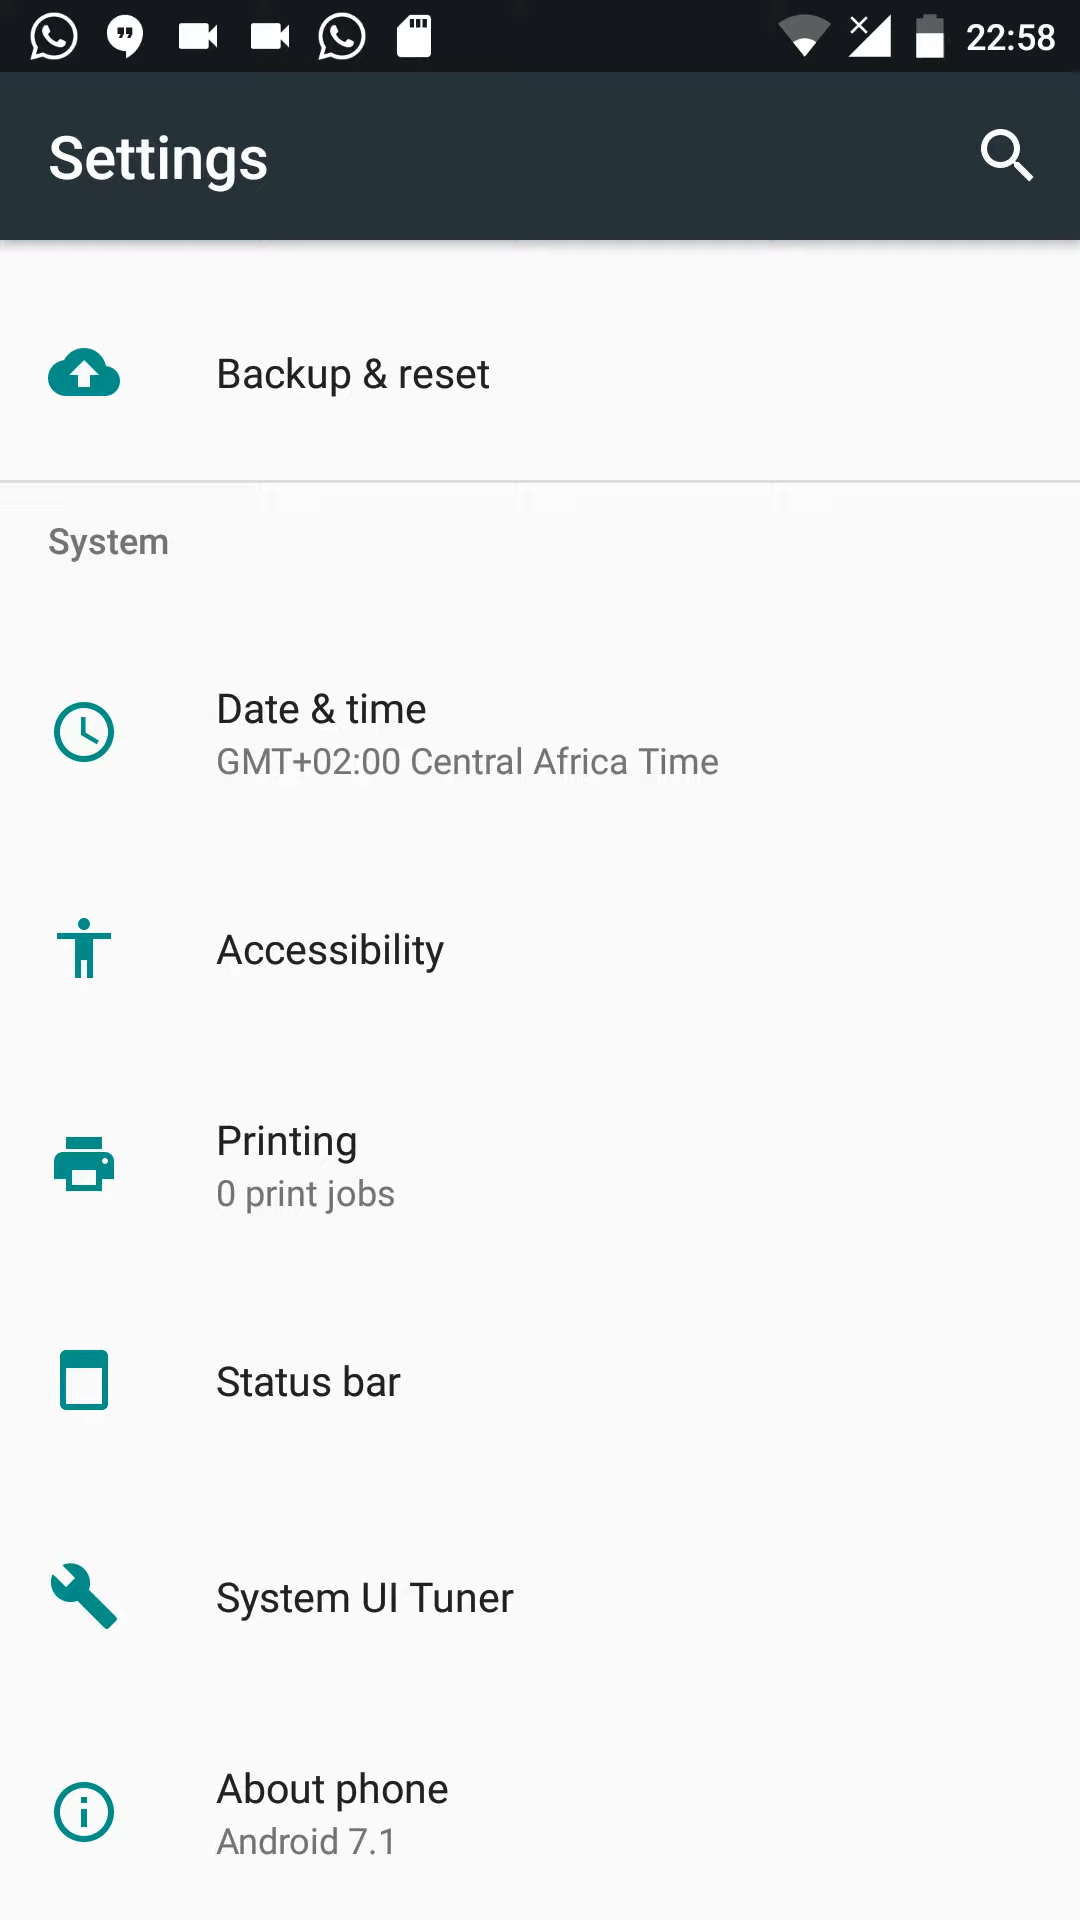 22:58
Settings
Backup & reset
System
Date & time
GMT+02:00 Central Africa Time
Accessibility
Printing
0 print jobs
Status bar
System UI Tuner
About phone
Android 7.1